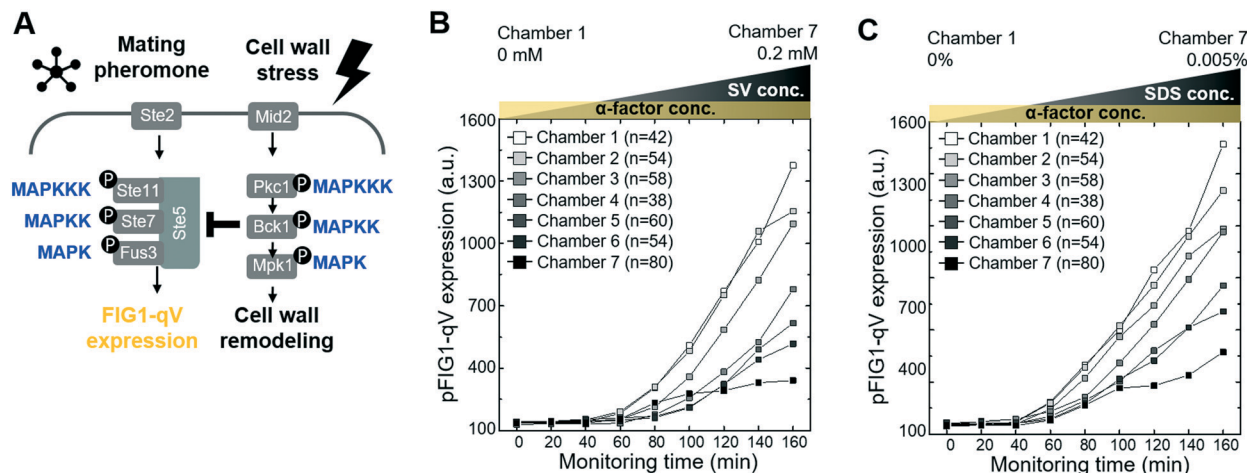 A
Mating
pheromone
Cell wall
stress
Ste2
Mid2
MAPKKK
P
Ste11
Pkc1
P
MAPKKK
MAPKK
P
Ste7
Ste5
Bck1
P
MAPKK
MAPK
P
Fus3
Mpk1
P
MAPK
FIG1-qV
expression
Cell wall
remodeling
B
Chamber 1
0 mM
Chamber 7
0.2 mM
SV conc.
α-factor conc.
pFIG1-qV expression (a.u.)
1600
1300
1000
700
400
100
Chamber 1 (n=42)
Chamber 2 (n=54)
Chamber 3 (n=58)
Chamber 4 (n=38)
Chamber 5 (n=60)
Chamber 6 (n=54)
Chamber 7 (n=80)
0 20 40 60 80 100 120 140 160
Monitoring time (min)
C
Chamber 1
0%
Chamber 7
0.005%
SDS conc.
α-factor conc.
pFIG1-qV expression (a.u.)
1600
1300
1000
700
400
100
Chamber 1 (n=42)
Chamber 2 (n=54)
Chamber 3 (n=58)
Chamber 4 (n=38)
Chamber 5 (n=60)
Chamber 6 (n=54)
Chamber 7 (n=80)
0 20 40 60 80 100 120 140 160
Monitoring time (min)